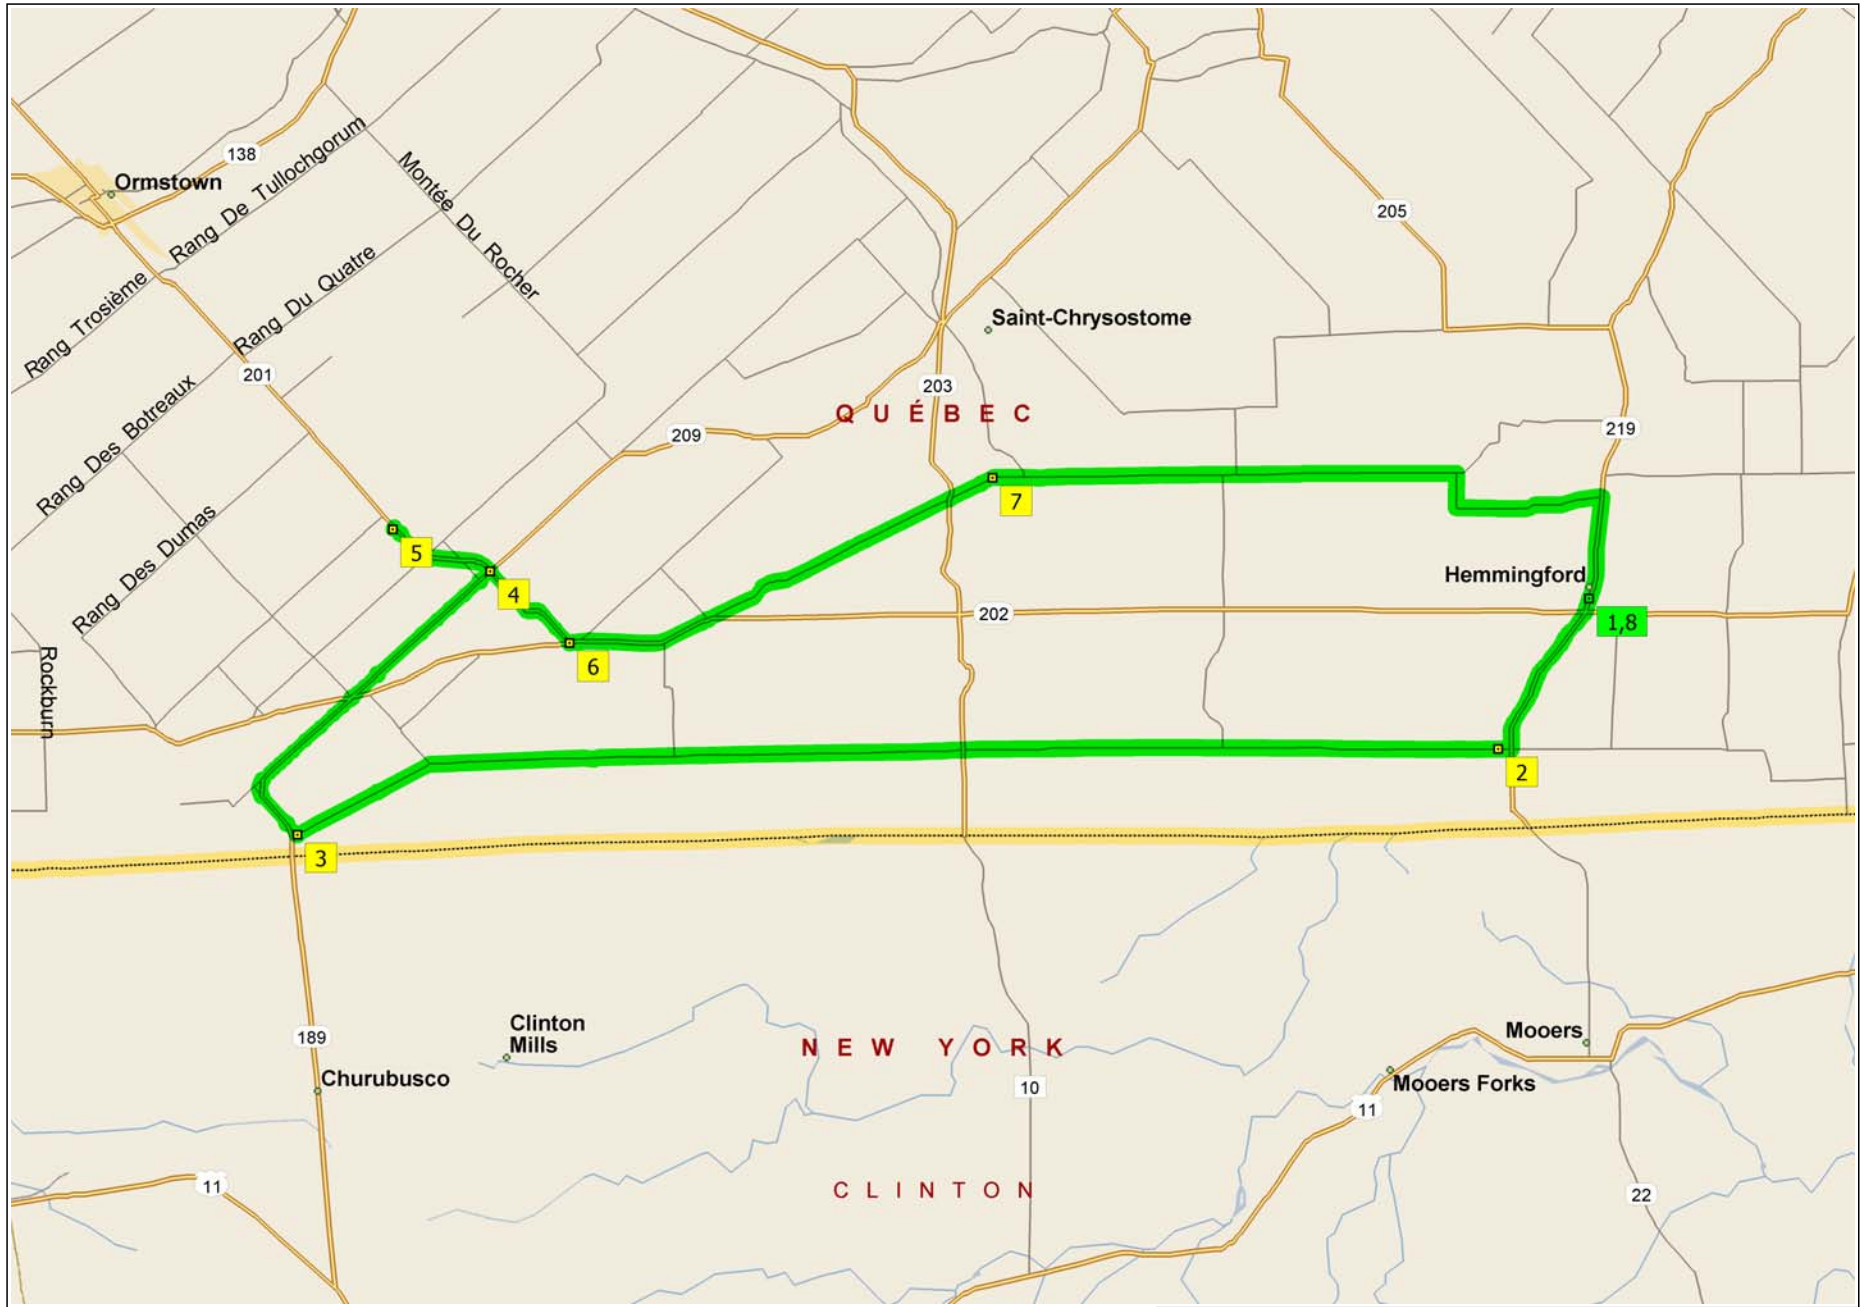 138
Ormstown
Rang De Tullochgorum
Montée Du Rocher
205
Rang Trosième
Rang Du Quatre
Saint-Chrysostome
201
203
Rang Des Botreaux
QUÉBEC
209
219
7
Rang Des Dumas
5
4
Hemmingford
202
1,8
6
Rockburn
2
3
189
Clinton
Mills
NEW YORK
Mooers
Churubusco
10
Mooers Forks
11
11
CLINTON
22